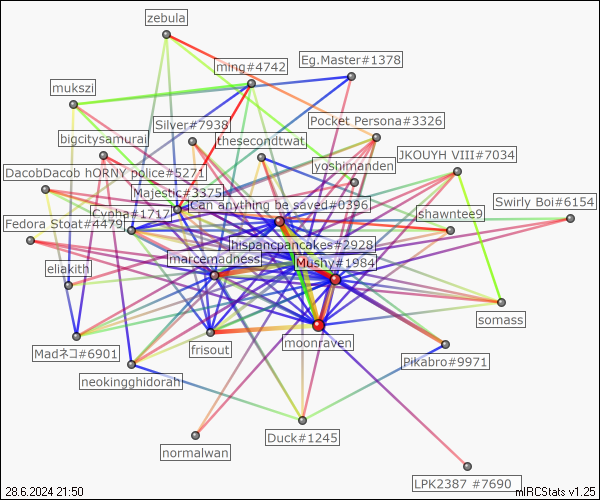 zebula
Eg.Master#1378
ming#4742
mukszi
Pocket Persona#3326
Silver#7938
bigcitysamurai
thesecondtwat
JKOUYH VIII#7034
yoshimanden
DacobDacob hORNY police#5271
Majestic#3375
Swirly Boi#6154
Can anything be saved#0396
shawntee9
Cynha#1717
Fedora Stoat#4479
hispancpancakes#2928
marcemadness
Mushy#1984
eliakith
somass
moonraven
frisout
Madネコ#6901
Pikabro#9971
neokingghidorah
Duck#1245
normalwan
LPK2387 #7690
28.6.2024 21:50
mIRCStats v1.25